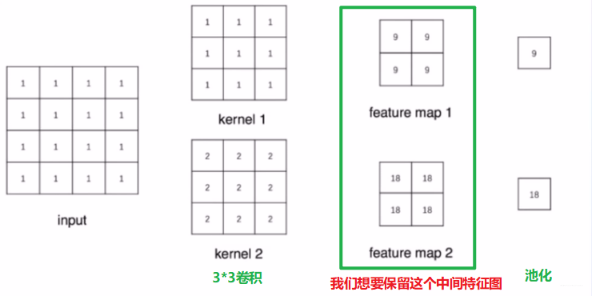 1 1 1 1
1 1 1 1
1 1 1 1
1 1 1 1
input
1 1 1
1 1 1
1 1 1
kernel 1
2 2 2
2 2 2
2 2 2
kernel 2
3*3卷积
9 9
9 9
feature map 1
18 18
18 18
feature map 2
我们想要保留这个中间特征图
9
18
池化